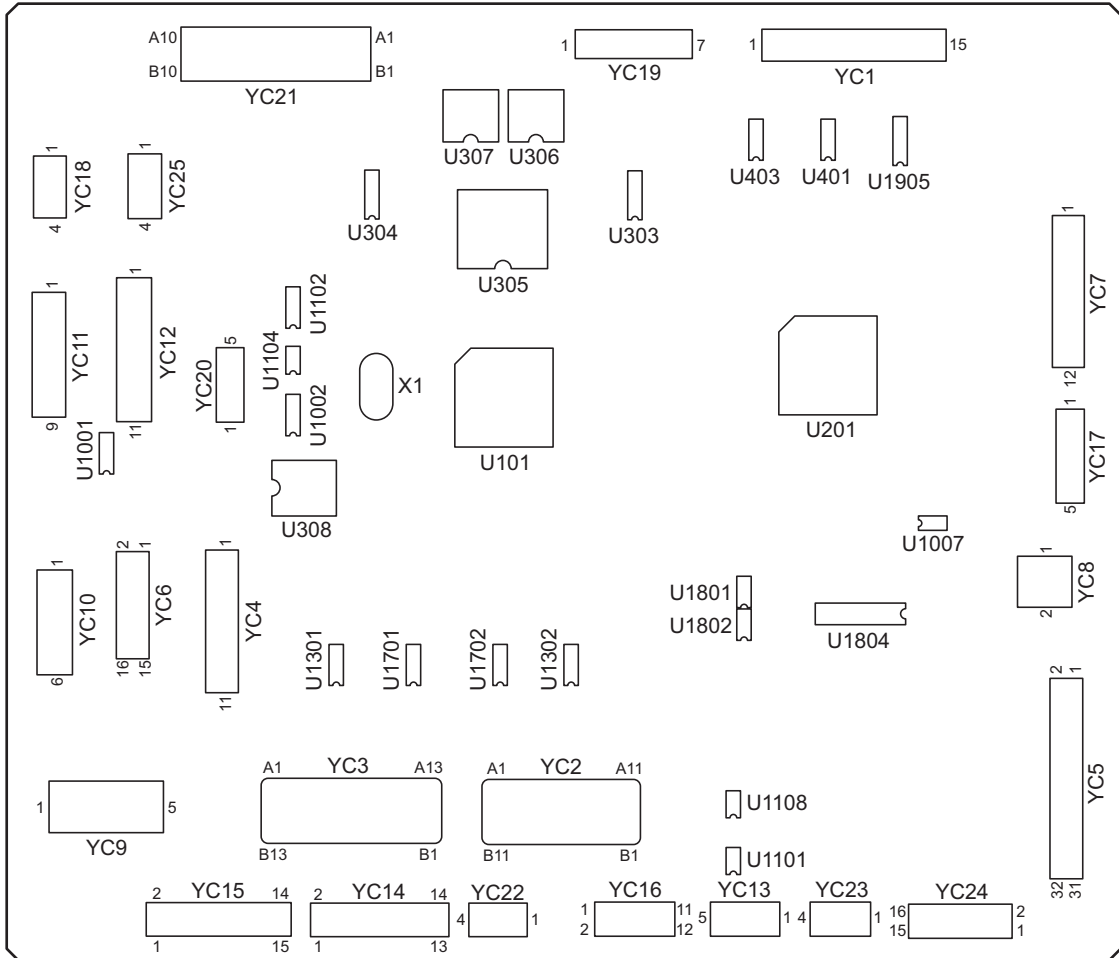 A10 A1
B10 B1
YC21
1 7
YC19
1 15
YC1
U307 U306
U403 U401 U1905
1 4 YC18
1 4 YC25
U304
U303
U305
1 12 YC7
1 9 YC11
1 11 YC12
5 1 YC20
U1102
U1104
U1002
X1
U101
U201
U1001
1 5 YC17
U308
U1007
1 2 YC8
1 6 YC10
2 1 16 15 YC6
1 11 YC4
U1801
U1802
U1804
U1301 U1701 U1702 U1302
2 1 32 31 YC5
1 5
YC9
A1 YC3 A13
B13 B1
A1 YC2 A11
B11 B1
U1108
U1101
2 YC15 14
1 15
2 YC14 14
1 13
YC22
4 1
YC16
1 11
2 12
YC13
5 1
YC23
4 1
YC24
16 2
15 1